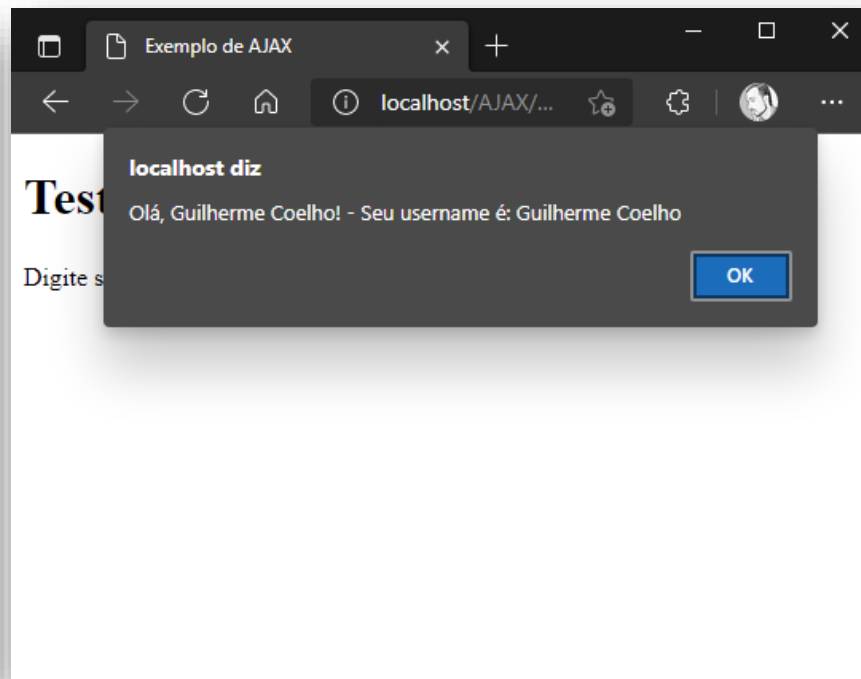 Exemplo de AJAX
localhost/AJAX/...
localhost diz
Olá, Guilherme Coelho! - Seu username é: Guilherme Coelho
OK
Test
Digite s